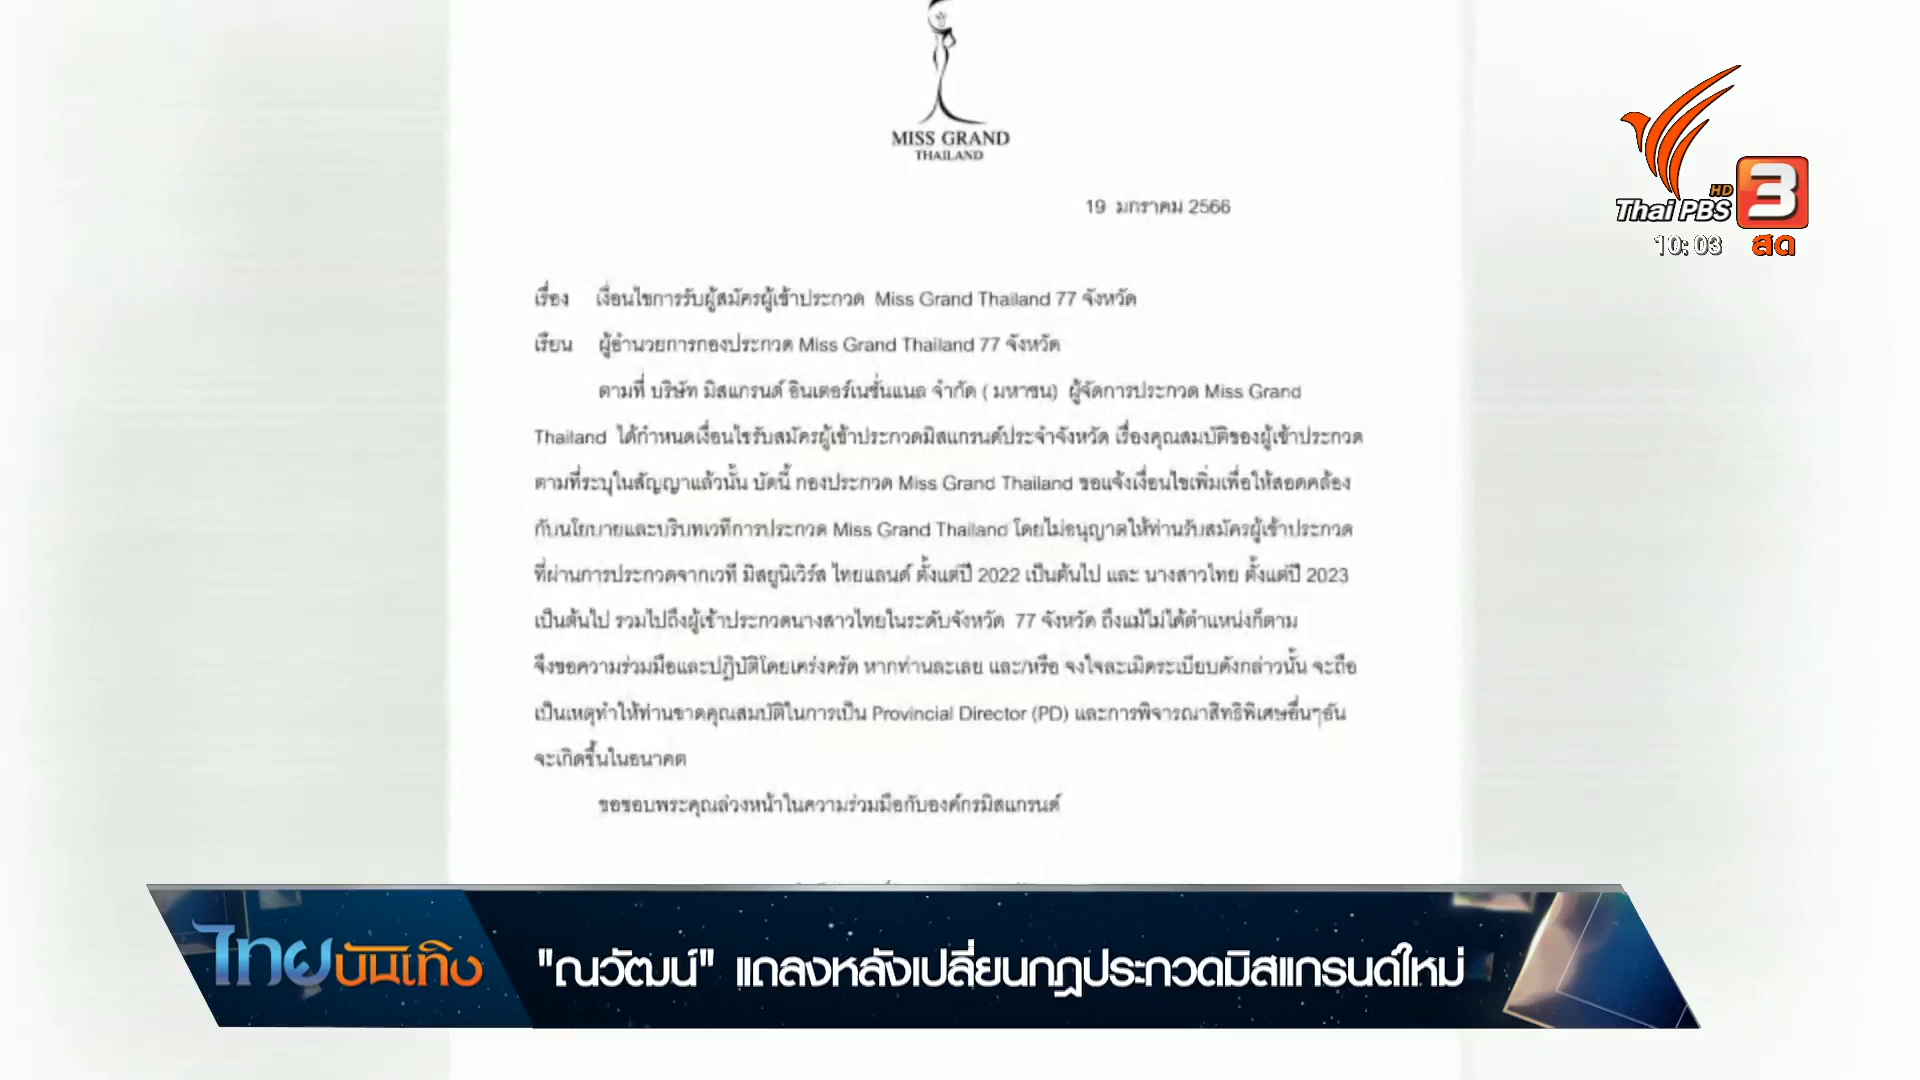 MISS GRAND
THAILAND
HD
Thai PBS 3
10:03 สด
19 มกราคม 2566
เรื่อง เงื่อนไขการรับผู้สมัครผู้เข้าประกวด Miss Grand Thailand 77 จังหวัด
เรียน ผู้อำนวยการกองประกวด Miss Grand Thailand 77 จังหวัด
ตามที่ บริษัท มิสแกรนด์ อินเตอร์เนชั่นแนล จำกัด ( มหาชน) ผู้จัดการประกวด Miss Grand
Thailand ได้กำหนดเงื่อนไขรับสมัครผู้เข้าประกวดมิสแกรนด์ประจำจังหวัด เรื่องคุณสมบัติของผู้เข้าประกวด
ตามที่ระบุในสัญญาแล้วนั้น บัดนี้ กองประกวด Miss Grand Thailand ขอแจ้งเงื่อนไขเพิ่มเพื่อให้สอดคล้อง
กับนโยบายและบริบทเวทีการประกวด Miss Grand Thailand โดยไม่อนุญาตให้ท่านรับสมัครผู้เข้าประกวด
ที่ผ่านการประกวดจากเวที มิสยูนิเวิร์ส ไทยแลนด์ ตั้งแต่ปี 2022 เป็นต้นไป และ นางสาวไทย ตั้งแต่ปี 2023
เป็นต้นไป รวมไปถึงผู้เข้าประกวดนางสาวไทยในระดับจังหวัด 77 จังหวัด ถึงแม้ไม่ได้ตำแหน่งก็ตาม
จึงขอความร่วมมือและปฏิบัติโดยเคร่งครัด หากท่านละเลย และ/หรือ จงใจละเมิดระเบียบดังกล่าวนั้น จะถือ
เป็นเหตุทำให้ท่านขาดคุณสมบัติในการเป็น Provincial Director (PD) และการพิจารณาสิทธิพิเศษอื่นๆอัน
จะเกิดขึ้นในอนาคต
ขอขอบพระคุณล่วงหน้าในความร่วมมือกับองค์กรมิสแกรนด์
ไทยบันเทิง "ณวัฒน์" แถลงหลังเปลี่ยนกฎประกวดมิสแกรนด์ใหม่